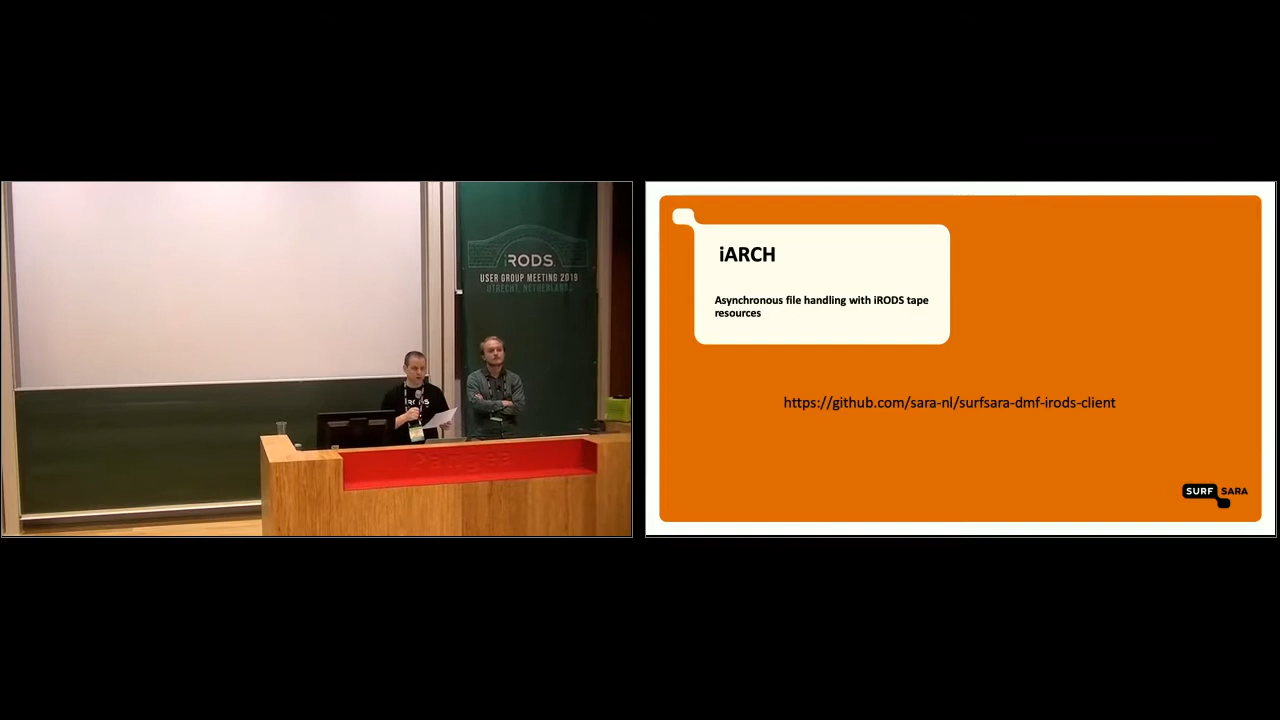 iRODS
USER GROUP MEETING 2019
UTRECHT, NETHERLANDS
iRODS
iARCH
Asynchronous file handling with iRODS tape
resources
https://github.com/sara-nl/surfsara-dmf-irods-client
SURF SARA